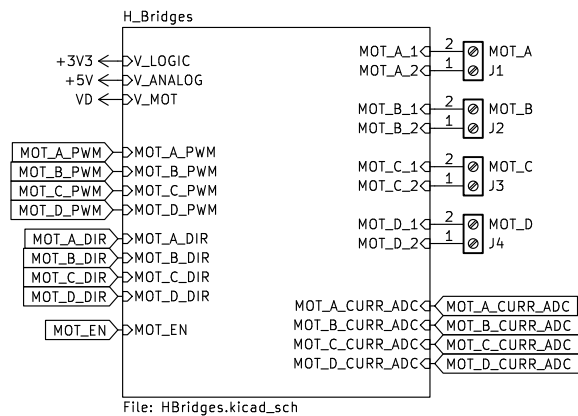 H_Bridges
+3V3 V_LOGIC
+5V V_ANALOG
VD V_MOT
MOT_A_PWM MOT_A_PWM
MOT_B_PWM MOT_B_PWM
MOT_C_PWM MOT_C_PWM
MOT_D_PWM MOT_D_PWM
MOT_A_DIR MOT_A_DIR
MOT_B_DIR MOT_B_DIR
MOT_C_DIR MOT_C_DIR
MOT_D_DIR MOT_D_DIR
MOT_EN MOT_EN
MOT_A_1 2 MOT_A
MOT_A_2 1 J1
MOT_B_1 2 MOT_B
MOT_B_2 1 J2
MOT_C_1 2 MOT_C
MOT_C_2 1 J3
MOT_D_1 2 MOT_D
MOT_D_2 1 J4
MOT_A_CURR_ADC MOT_A_CURR_ADC
MOT_B_CURR_ADC MOT_B_CURR_ADC
MOT_C_CURR_ADC MOT_C_CURR_ADC
MOT_D_CURR_ADC MOT_D_CURR_ADC
File: HBridges.kicad_sch